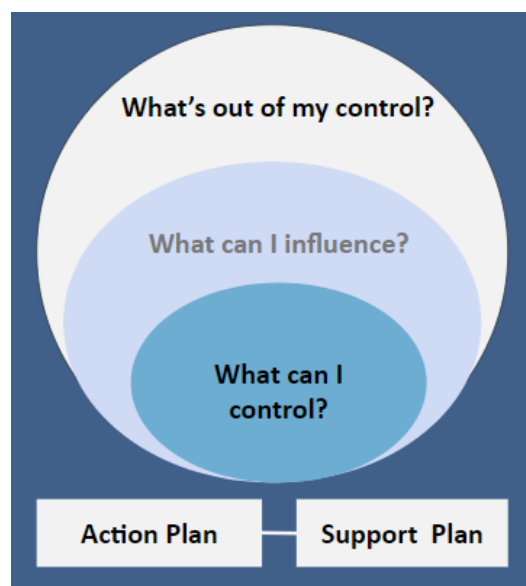 What's out of my control?
What can I influence?
What can I
control?
Action Plan
Support Plan